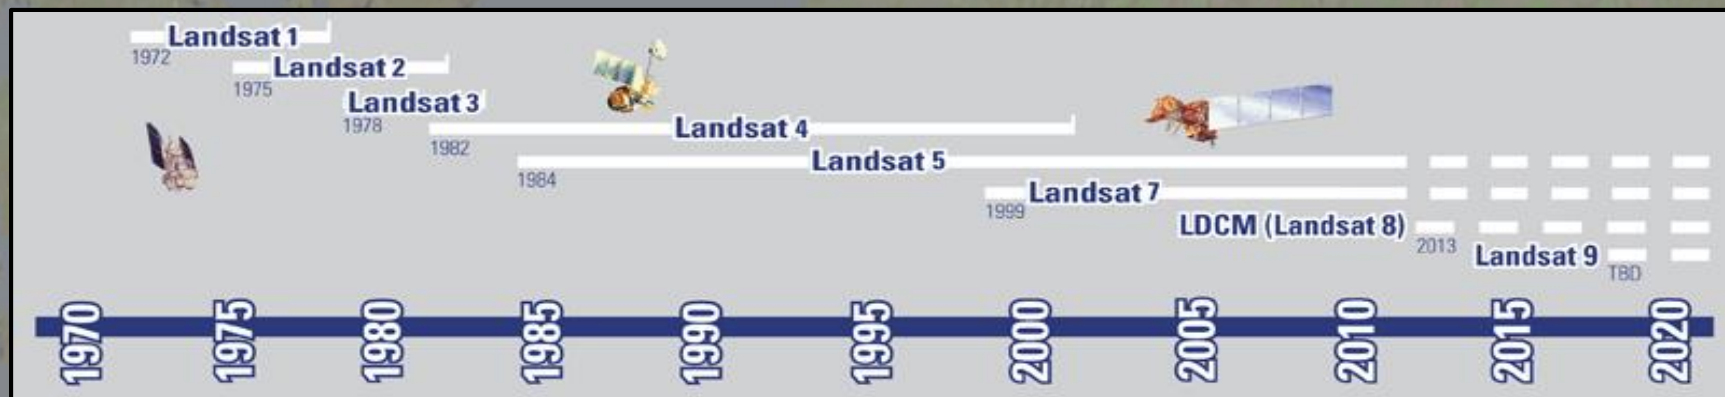 Landsat 1
1972
Landsat 2
1975
Landsat 3
1978
Landsat 4
1982
Landsat 5
1984
Landsat 7
1999
LDCM (Landsat 8)
2013
Landsat 9
TBD
1970
1975
1980
1985
1990
1995
2000
2005
2010
2015
2020